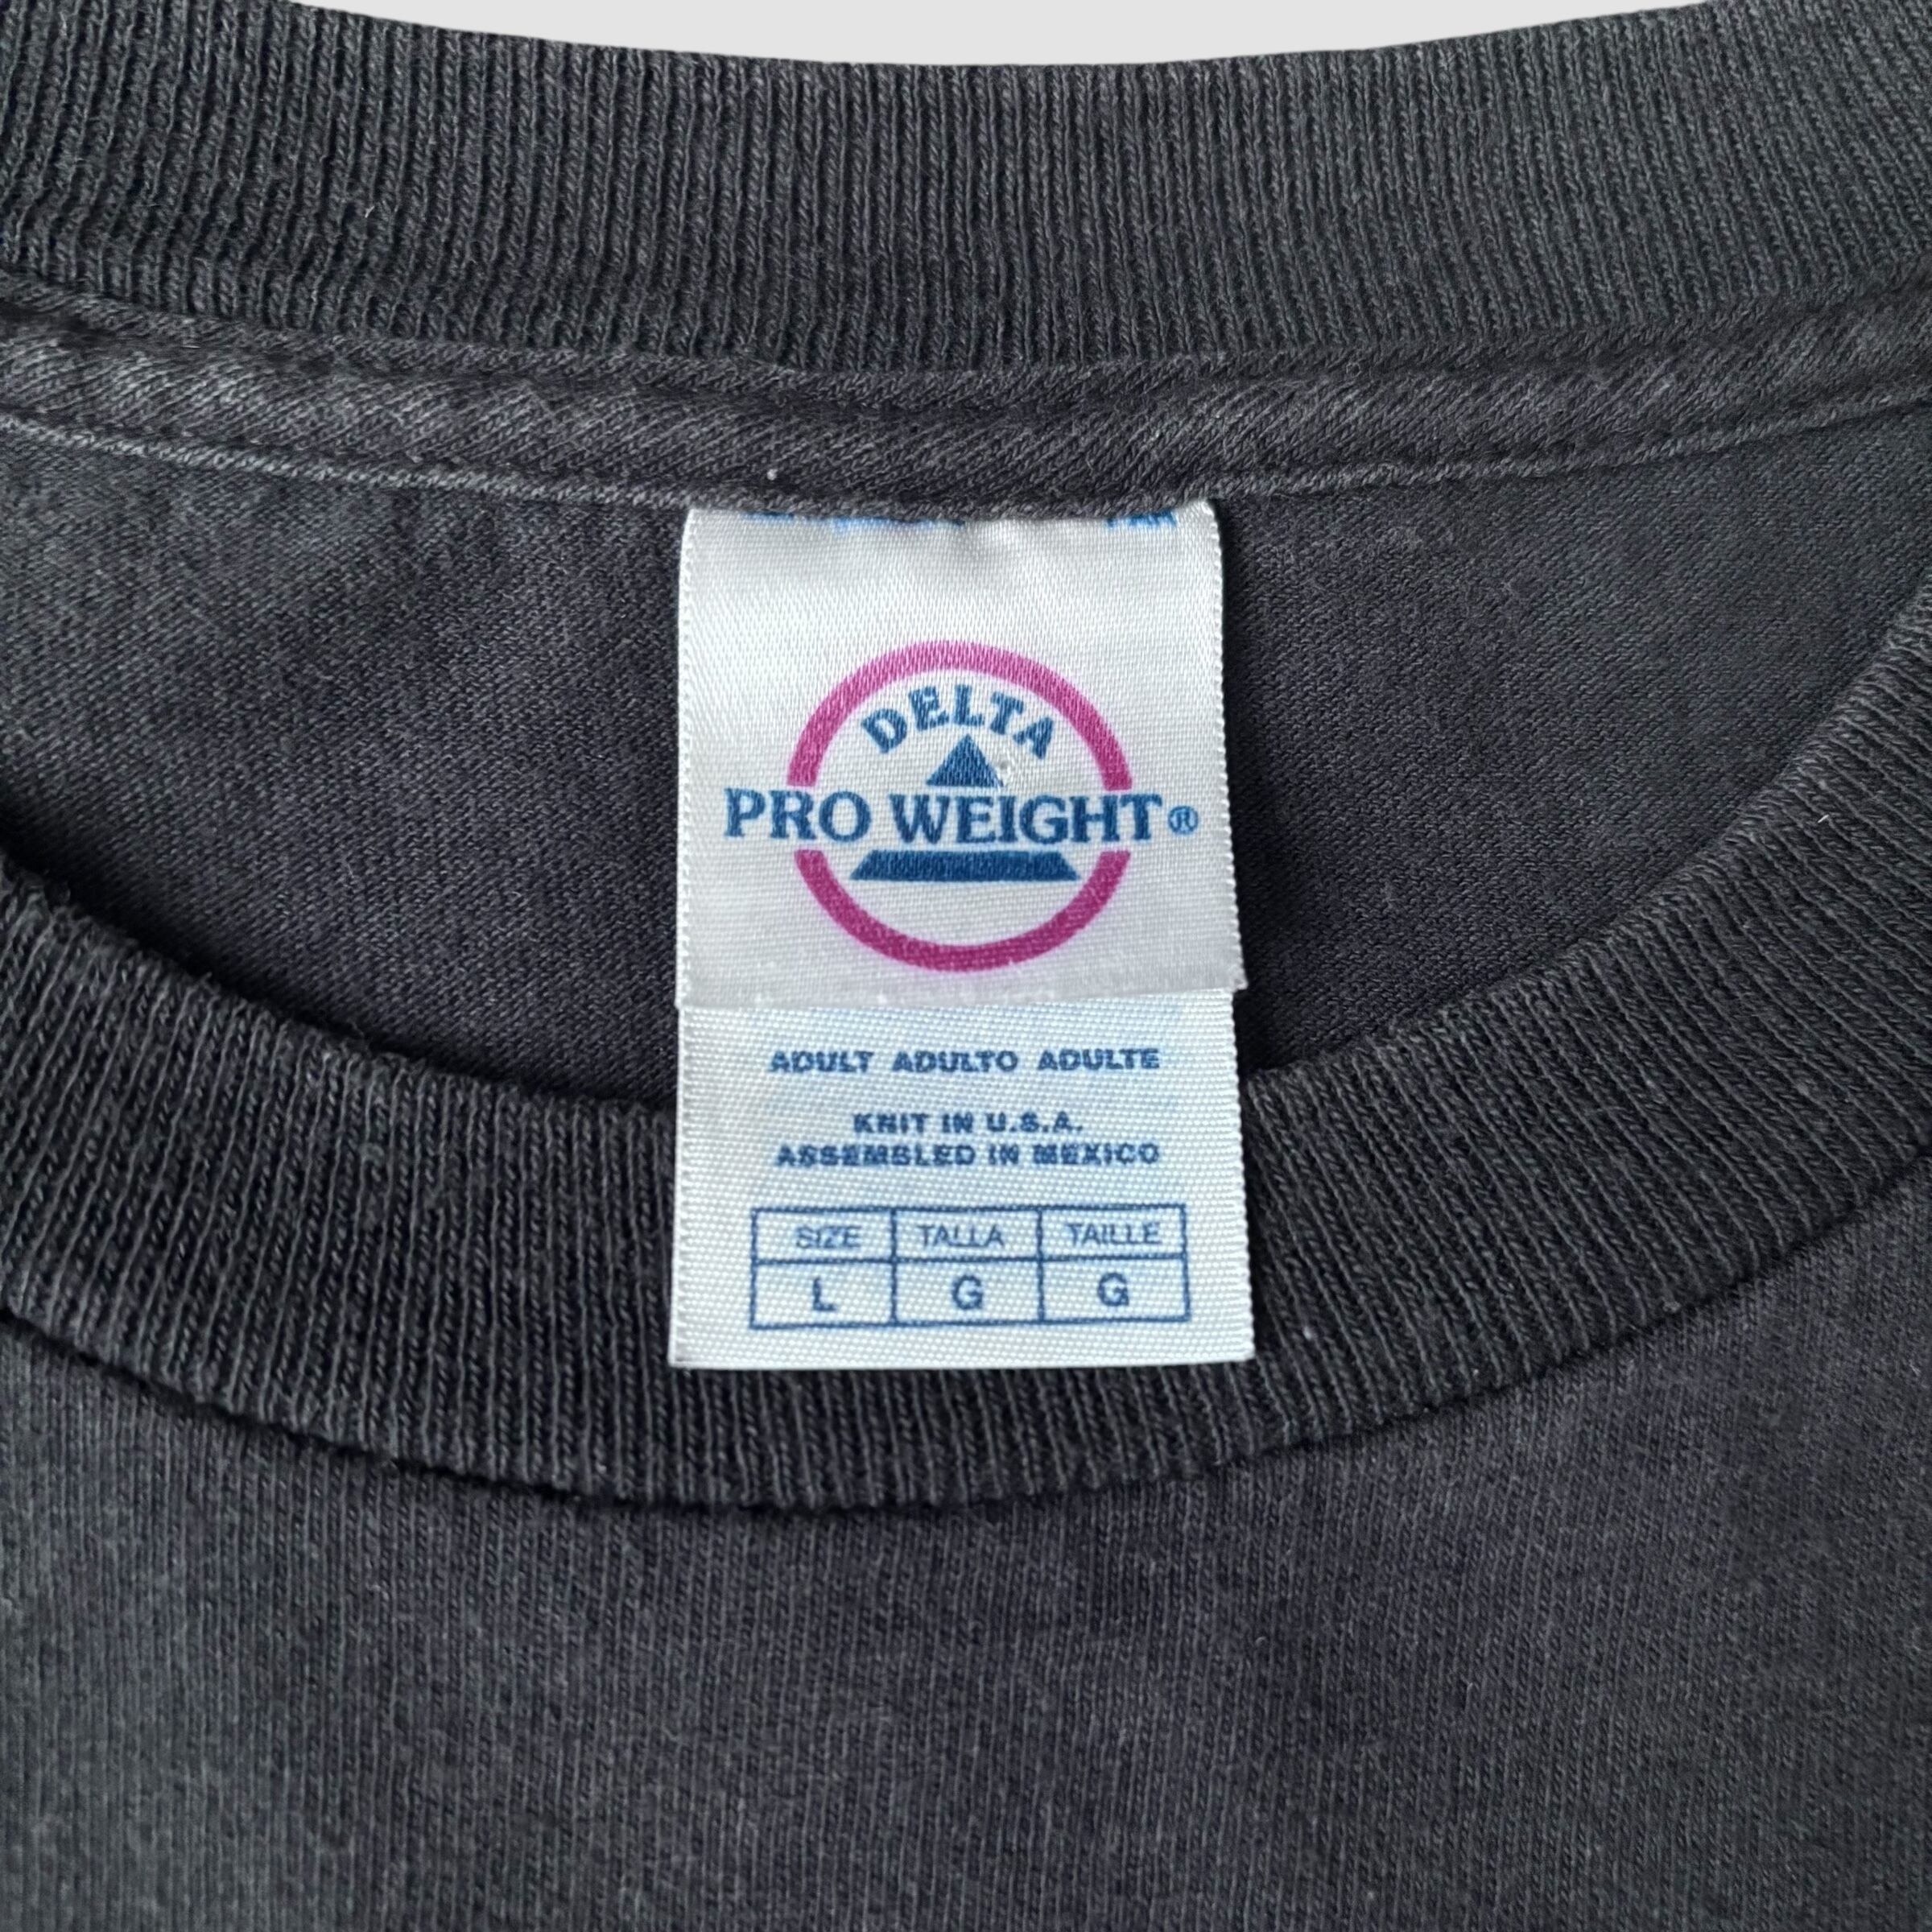 DELTA
PRO WEIGHT®
ADULT ADULTO ADULTE
KNIT IN U.S.A.
ASSEMBLED IN MEXICO
SIZE TALLA TAILLE
L G G